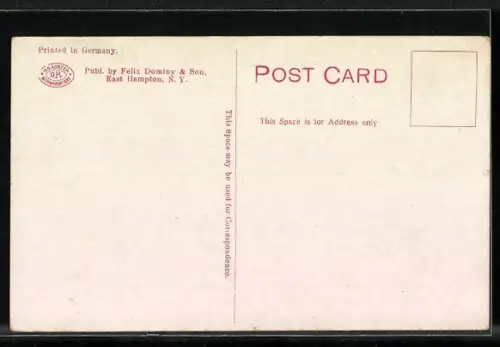 Printed in Germany.
Publ. by Felix Dominy & Son,
East Hampton, N. Y.
This Space may be used for Correspondence.
POST CARD
This Space is for Address only